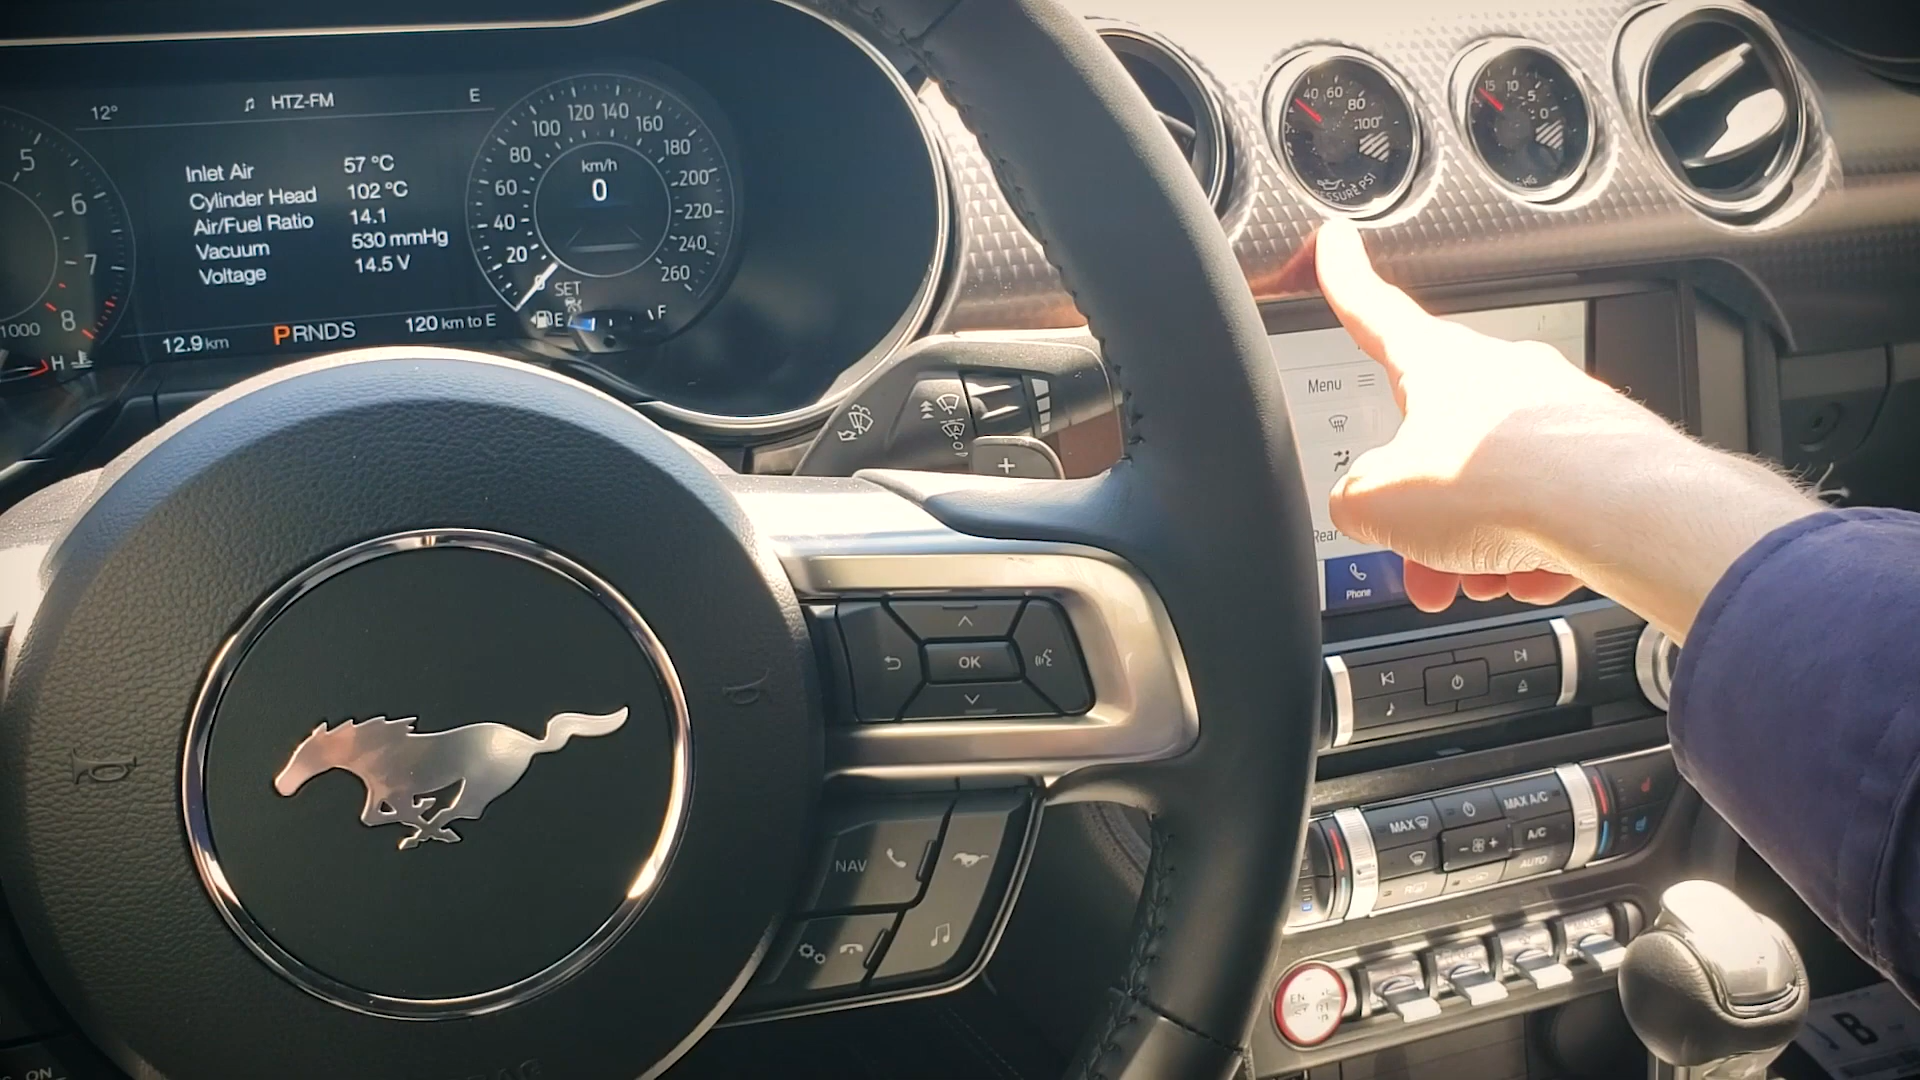 12°
HTZ-FM
E
Inlet Air 57 °C
Cylinder Head 102 °C
Air/Fuel Ratio 14.1
Vacuum 530 mmHg
Voltage 14.5 V
12.9 km
PRNDS
120 km to E
5
6
7
8
1000
H
km/h
0
0
20
40
60
80
100
120
140
160
180
200
220
240
260
SET
E
F
40
60
80
100
PSI
15
10
5
0
HG
Menu
Rear
Phone
+
OK
NAV
MAX
MAX A/C
A/C
AUTO
R
- +
ON
B